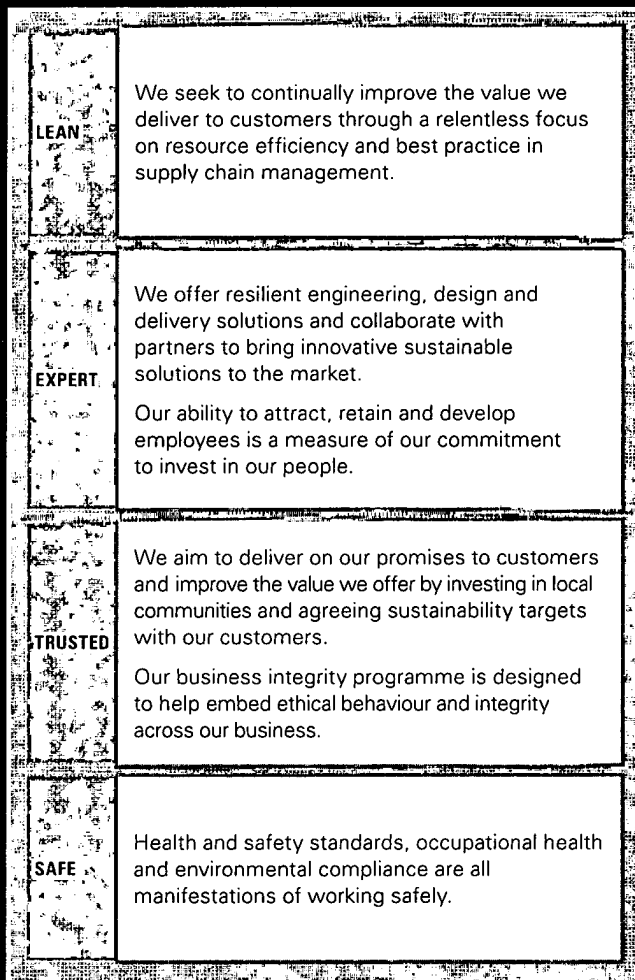 LEAN
We seek to continually improve the value we
deliver to customers through a relentless focus
on resource efficiency and best practice in
supply chain management.
EXPERT
We offer resilient engineering, design and
delivery solutions and collaborate with
partners to bring innovative sustainable
solutions to the market.
Our ability to attract, retain and develop
employees is a measure of our commitment
to invest in our people.
TRUSTED
We aim to deliver on our promises to customers
and improve the value we offer by investing in local
communities and agreeing sustainability targets
with our customers.
Our business integrity programme is designed
to help embed ethical behaviour and integrity
across our business.
SAFE
Health and safety standards, occupational health
and environmental compliance are all
manifestations of working safely.